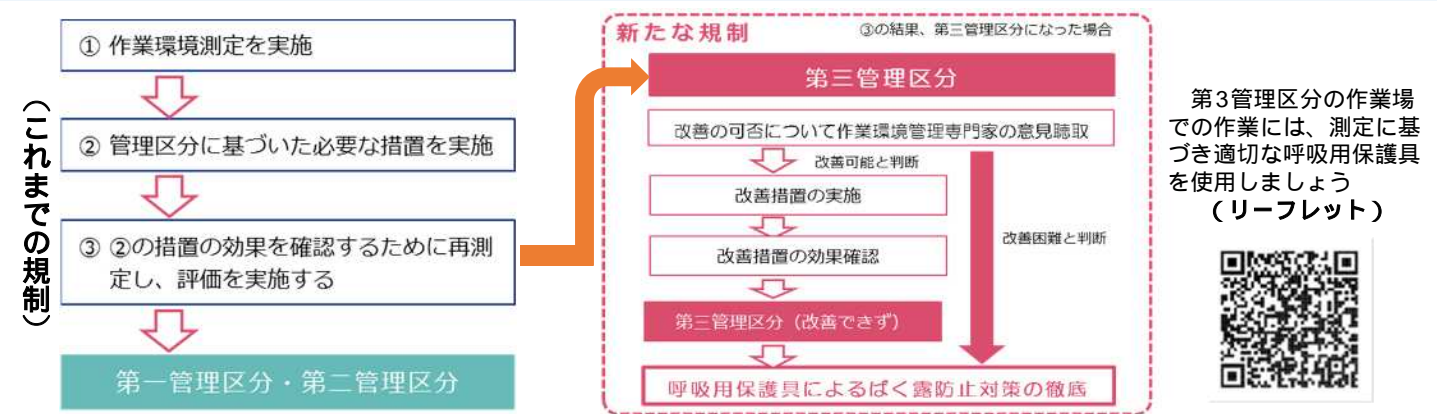 （これまでの規制）
① 作業環境測定を実施
② 管理区分に基づいた必要な措置を実施
③ ②の措置の効果を確認するために再測
定し、評価を実施する
第一管理区分・第二管理区分
新たな規制
③の結果、第三管理区分になった場合
第三管理区分
改善の可否について作業環境管理専門家の意見聴取
改善可能と判断
改善措置の実施
改善困難と判断
改善措置の効果確認
第三管理区分（改善できず）
呼吸用保護具によるばく露防止対策の徹底
第3管理区分の作業場
での作業には、測定に基
づき適切な呼吸用保護具
を使用しましょう
（リーフレット）